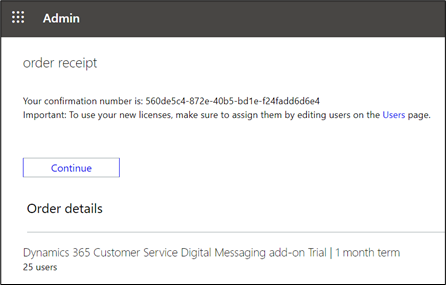 Admin
order receipt
Your confirmation number is: 560de5c4-872e-40b5-bd1e-f24fadd6d6e4
Important: To use your new licenses, make sure to assign them by editing users on the Users page.
Continue
Order details
Dynamics 365 Customer Service Digital Messaging add-on Trial | 1 month term
25 users